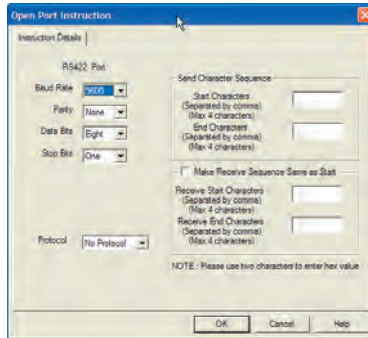 Open Port Instruction
Instruction Details
RS422 Port
Baud Rate 9600
Parity None
Data Bits Eight
Stop Bits One
Protocol No Protocol
Send Character Sequence
Start Characters
(Separated by comma)
(Max 4 characters)
End Characters
(Separated by comma)
(Max 4 characters)
Make Receive Sequence Same as Start
Receive Start Characters
(Separated by comma)
(Max 4 characters)
Receive End Characters
(Separated by comma)
(Max 4 characters)
NOTE : Please use two characters to enter hex value
OK Cancel Help